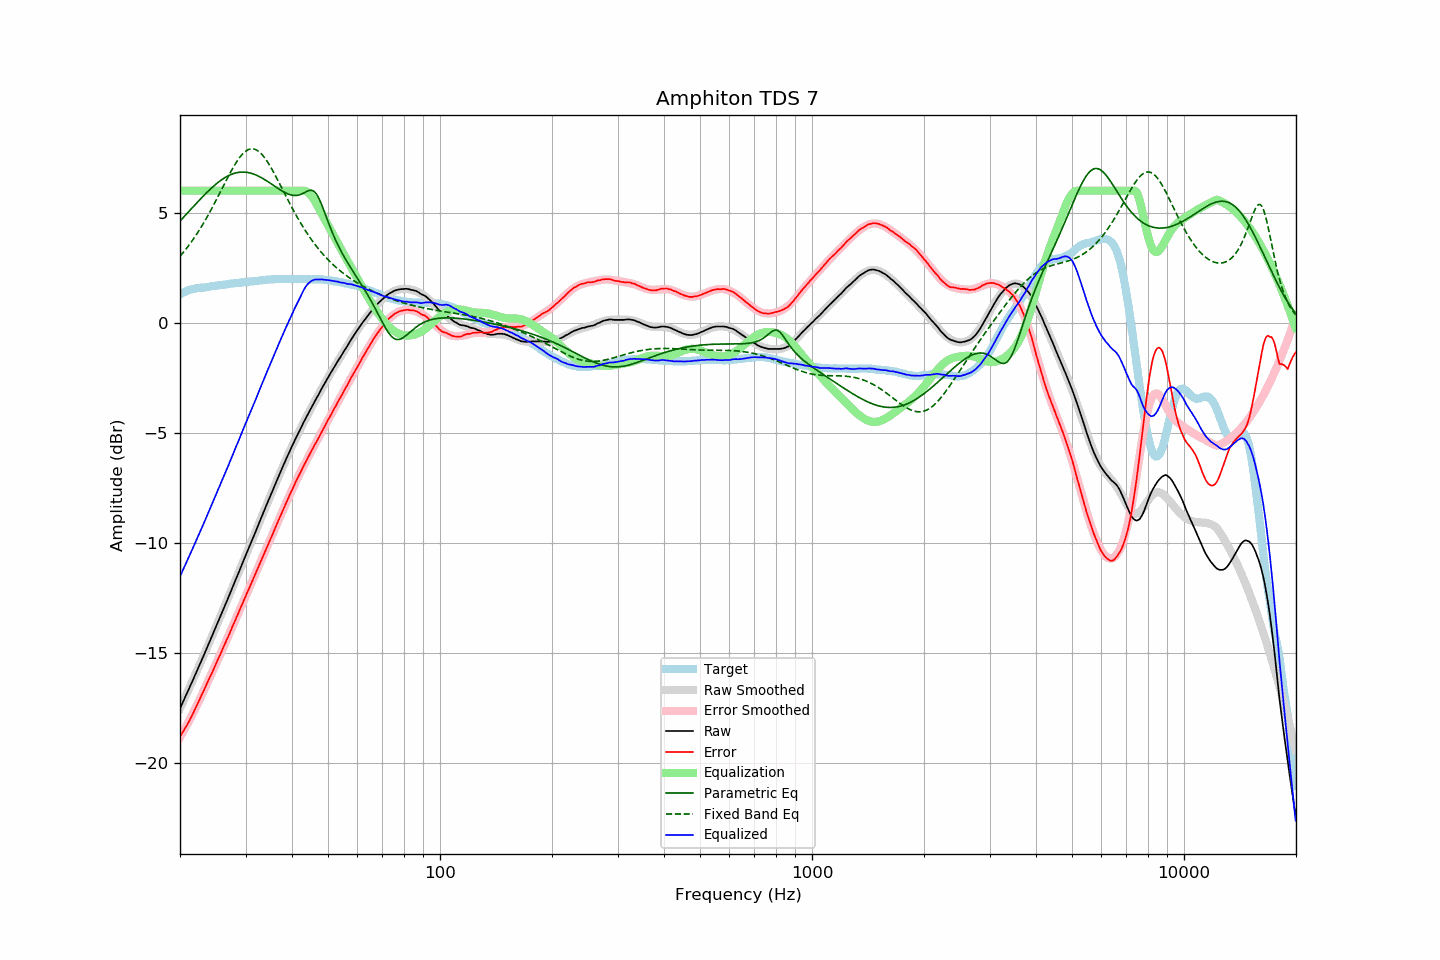 Amphiton TDS 7
Amplitude (dBr)
5
0
−5
−10
−15
−20
100
1000
10000
Frequency (Hz)
Target
Raw Smoothed
Error Smoothed
Raw
Error
Equalization
Parametric Eq
Fixed Band Eq
Equalized